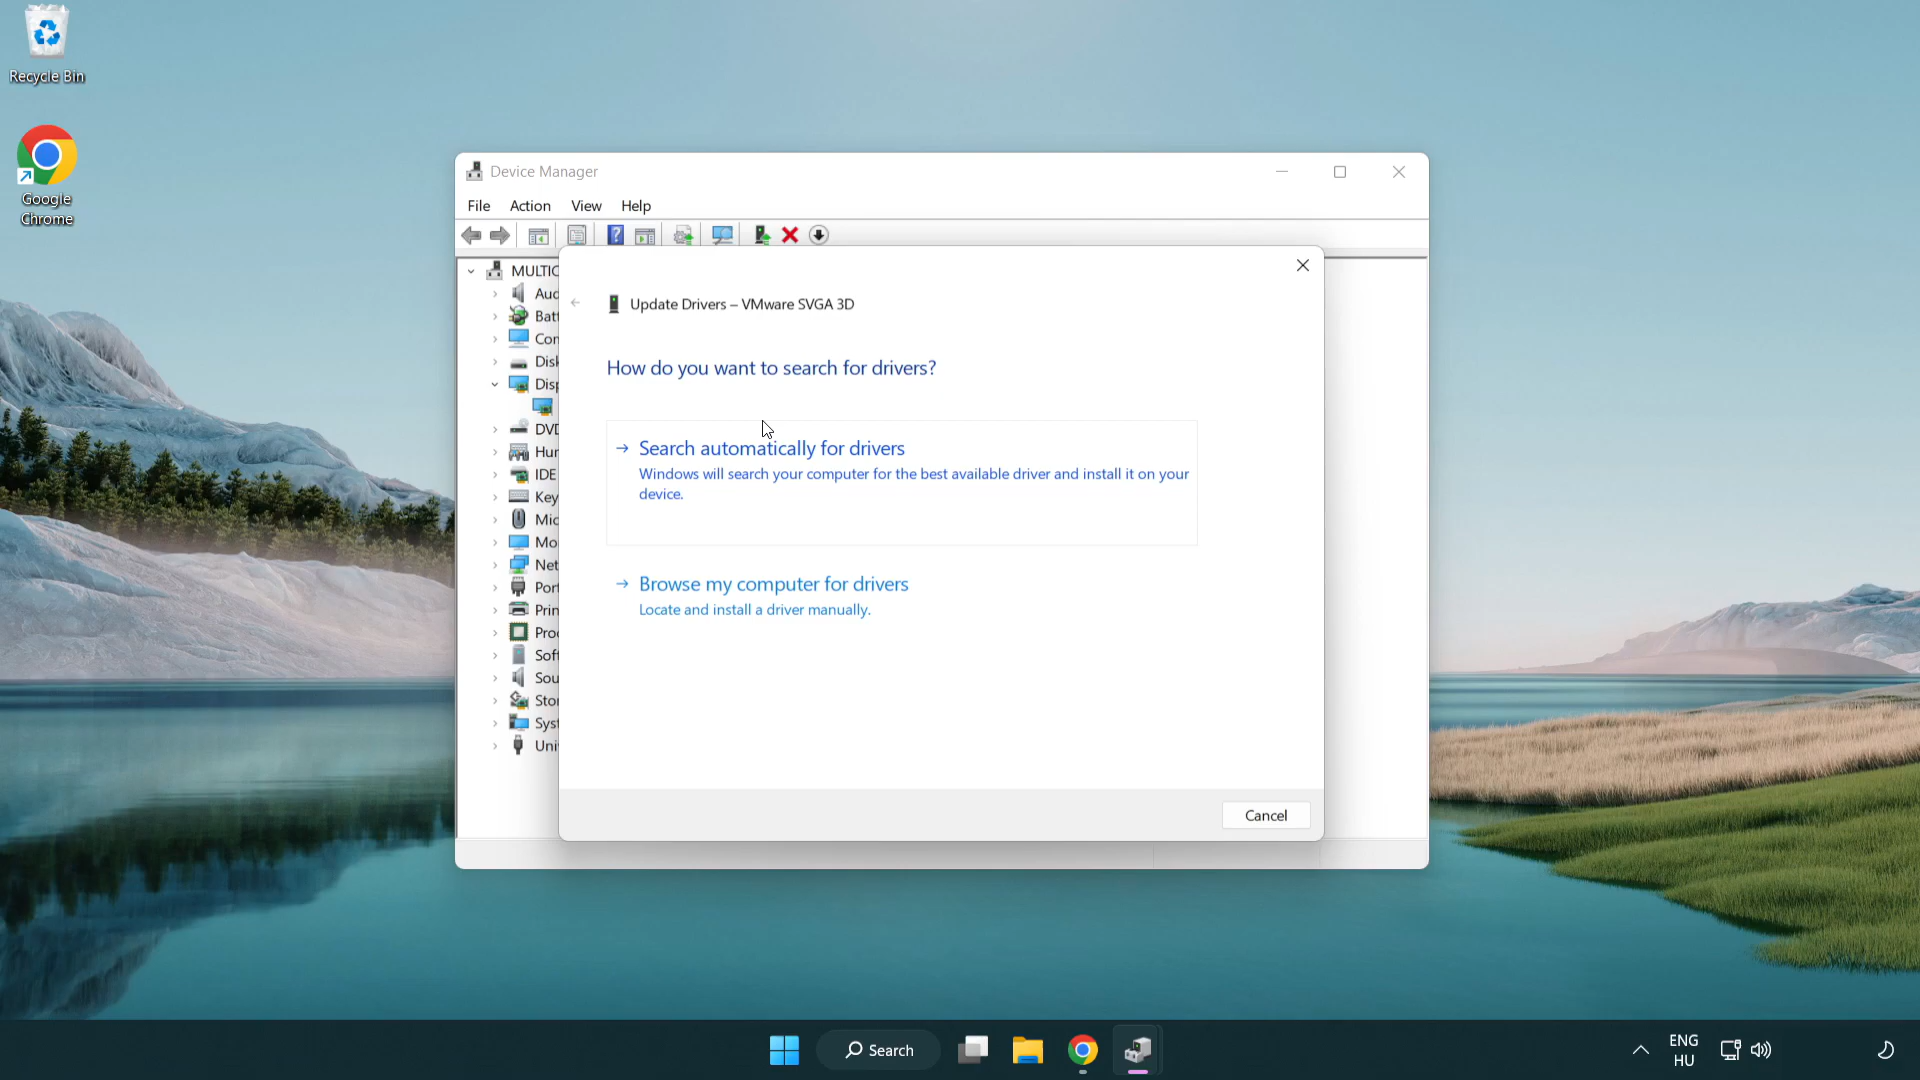 Recycle Bin
Google
Chrome
Device Manager
File Action View Help
MULTIC
Aud
Batt
Com
Disk
Disp
DVD
Hum
IDE
Key
Mic
Mo
Net
Port
Prin
Proc
Soft
Sou
Stor
Syst
Uni
Update Drivers – VMware SVGA 3D
How do you want to search for drivers?
Search automatically for drivers
Windows will search your computer for the best available driver and install it on your
device.
Browse my computer for drivers
Locate and install a driver manually.
Cancel
Search
ENG
HU